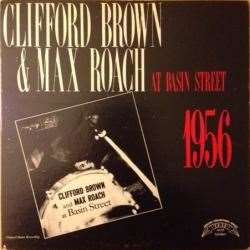 CLIFFORD BROWN
& MAX ROACH AT BASIN STREET
1956
CLIFFORD BROWN
and MAX ROACH
at Basin Street